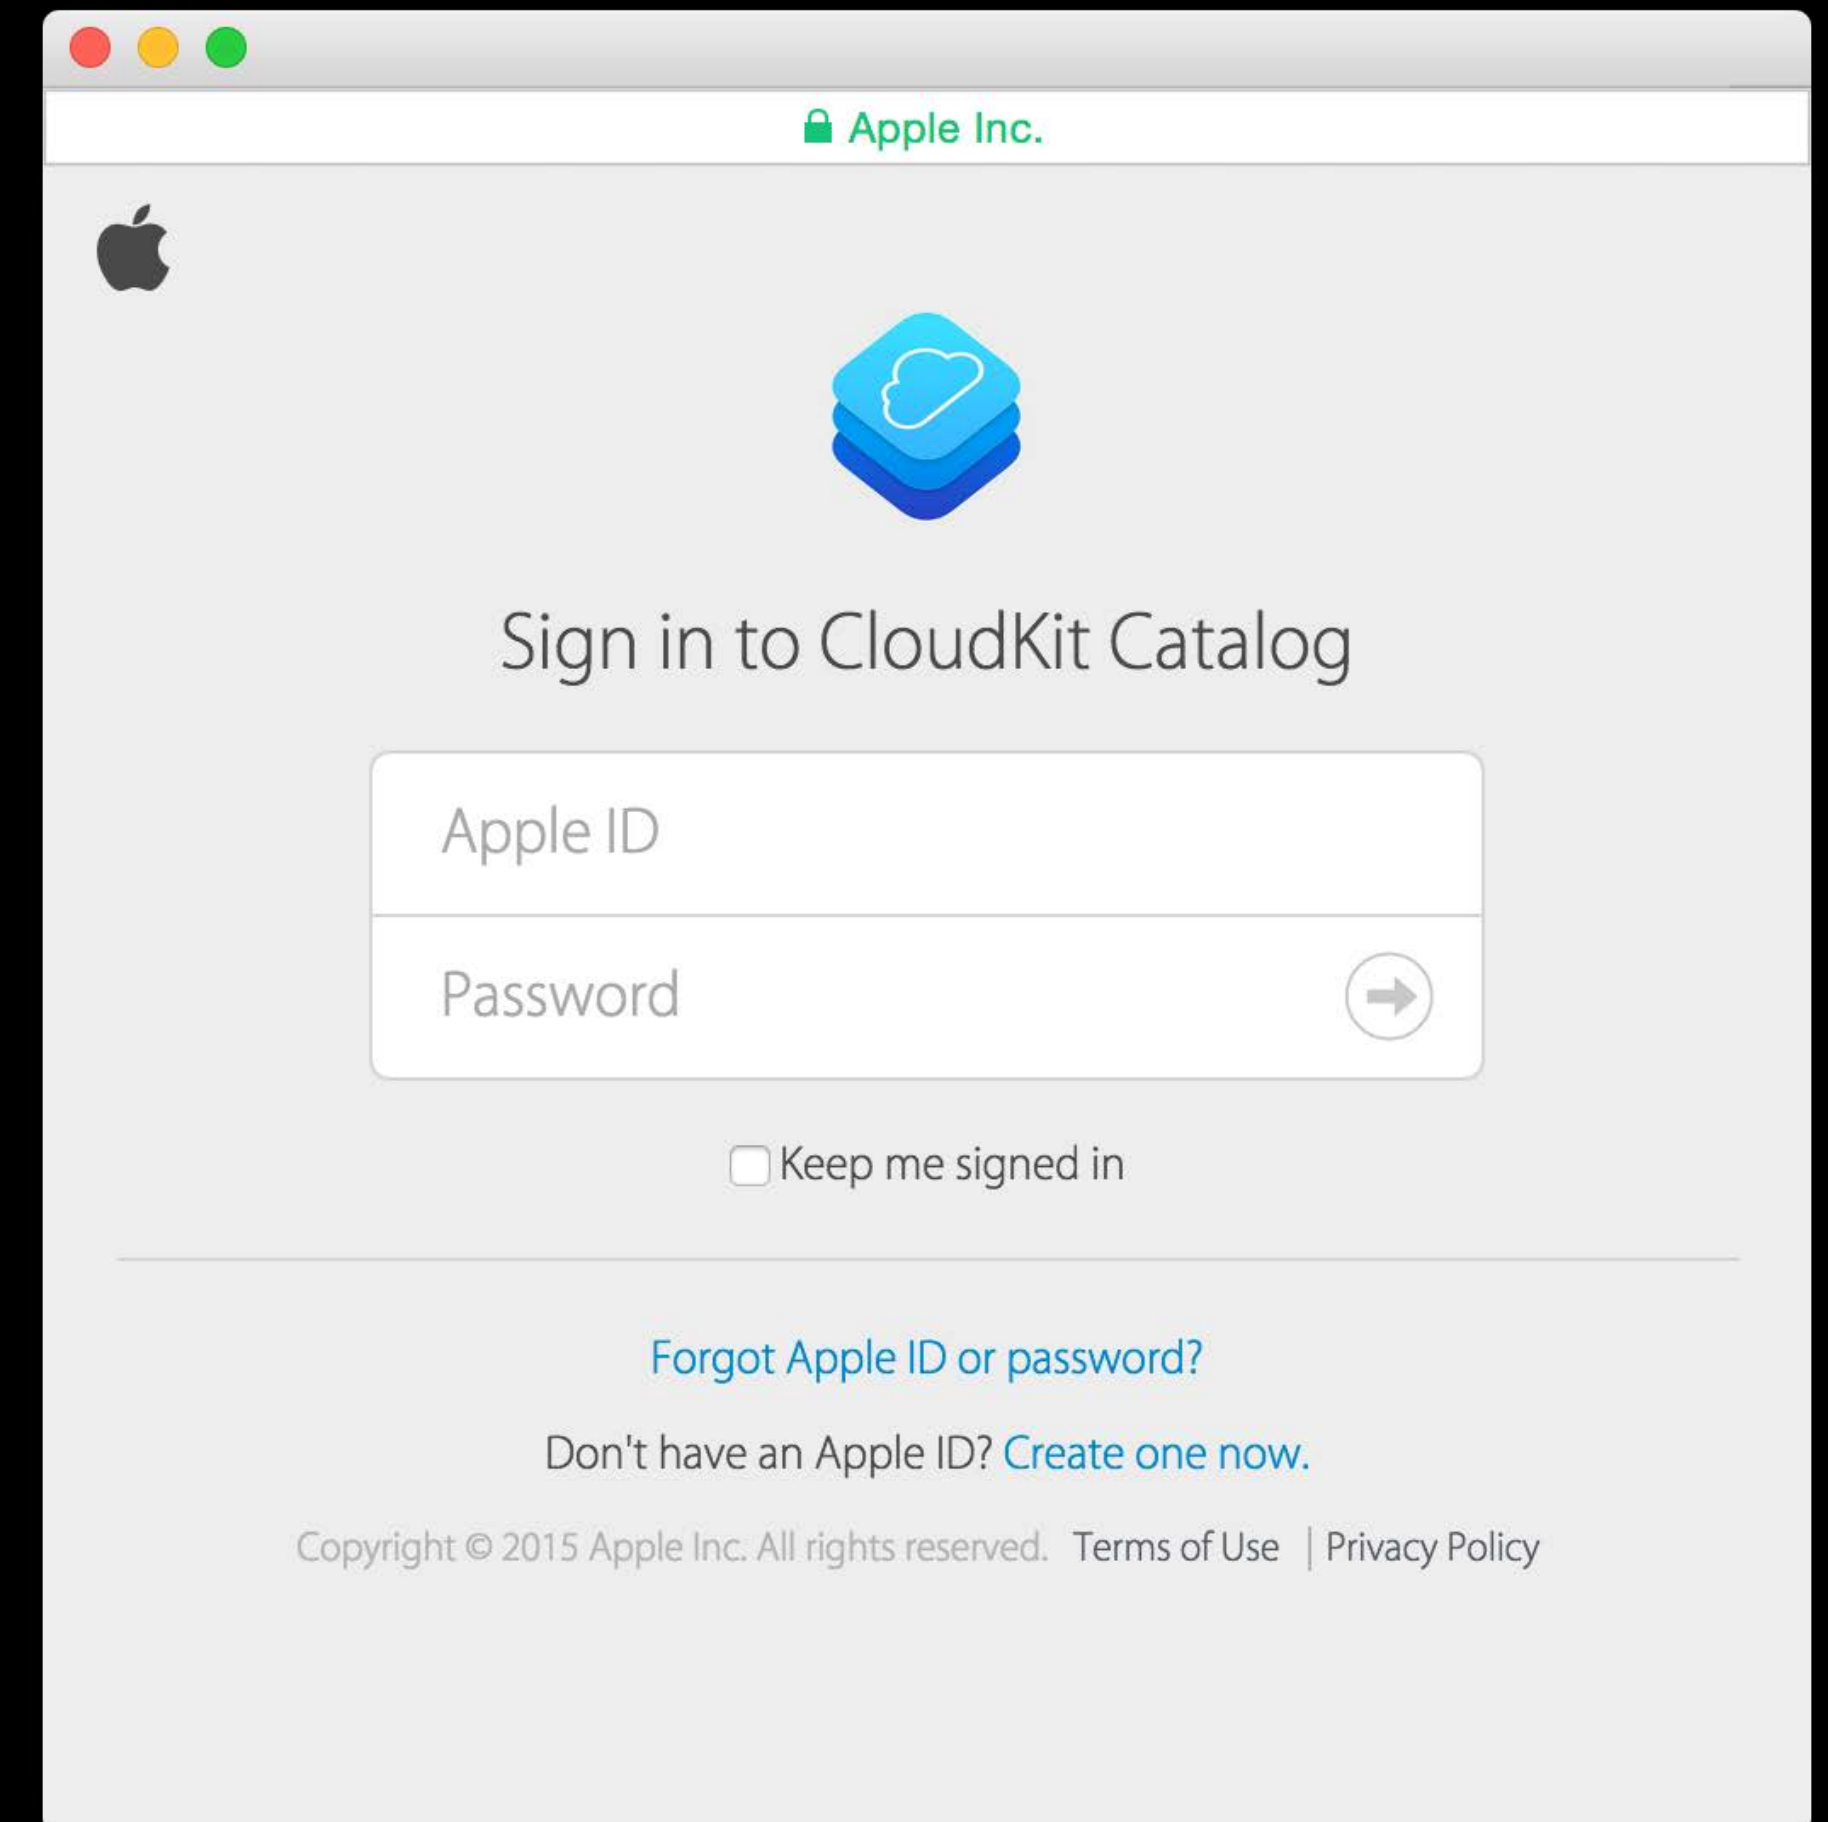 Apple Inc.
Sign in to CloudKit Catalog
Apple ID
Password
Keep me signed in
Forgot Apple ID or password?
Don't have an Apple ID? Create one now.
Copyright © 2015 Apple Inc. All rights reserved. Terms of Use | Privacy Policy